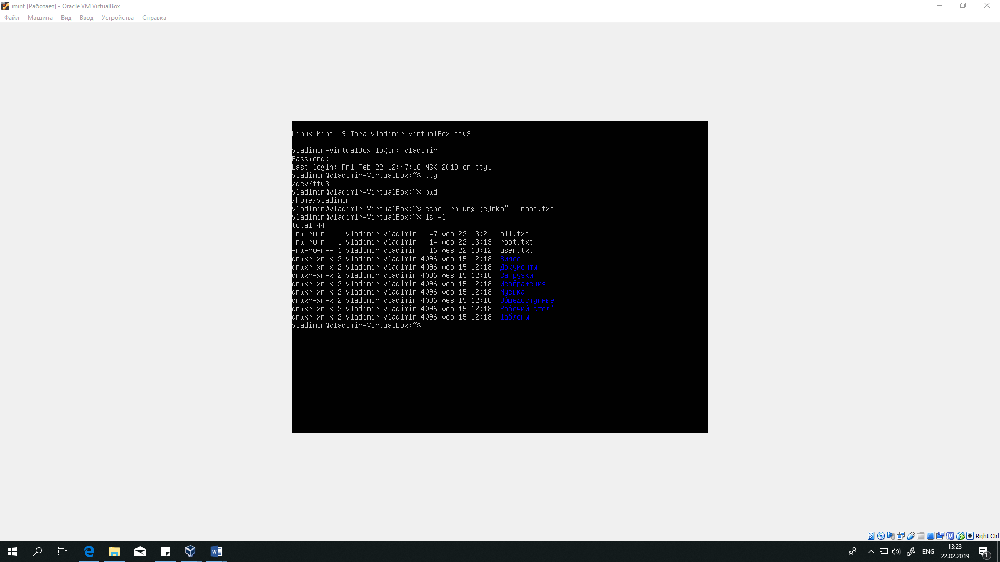 mint [Работает] - Oracle VM VirtualBox
Файл Машина Вид Ввод Устройства Справка
Linux Mint 19 Tara vladimir-VirtualBox tty3
vladimir-VirtualBox login: vladimir
Password:
Last login: Fri Feb 22 12:47:16 MSK 2019 on tty1
vladimir@vladimir-VirtualBox:~$ tty
/dev/tty3
vladimir@vladimir-VirtualBox:~$ pwd
/home/vladimir
vladimir@vladimir-VirtualBox:~$ echo "rhfurgfjejnka" > root.txt
vladimir@vladimir-VirtualBox:~$ ls -l
total 44
-rw-rw-r-- 1 vladimir vladimir   47 фев 22 13:21  all.txt
-rw-rw-r-- 1 vladimir vladimir   14 фев 22 13:13  root.txt
-rw-rw-r-- 1 vladimir vladimir   16 фев 22 13:12  user.txt
drwxr-xr-x 2 vladimir vladimir 4096 фев 15 12:18  Видео
drwxr-xr-x 2 vladimir vladimir 4096 фев 15 12:18  Документы
drwxr-xr-x 2 vladimir vladimir 4096 фев 15 12:18  Загрузки
drwxr-xr-x 2 vladimir vladimir 4096 фев 15 12:18  Изображения
drwxr-xr-x 2 vladimir vladimir 4096 фев 15 12:18  Музыка
drwxr-xr-x 2 vladimir vladimir 4096 фев 15 12:18  Общедоступные
drwxr-xr-x 2 vladimir vladimir 4096 фев 15 12:18 'Рабочий стол'
drwxr-xr-x 2 vladimir vladimir 4096 фев 15 12:18  Шаблоны
vladimir@vladimir-VirtualBox:~$
Right Ctrl
ENG
13:23
22.02.2019
1